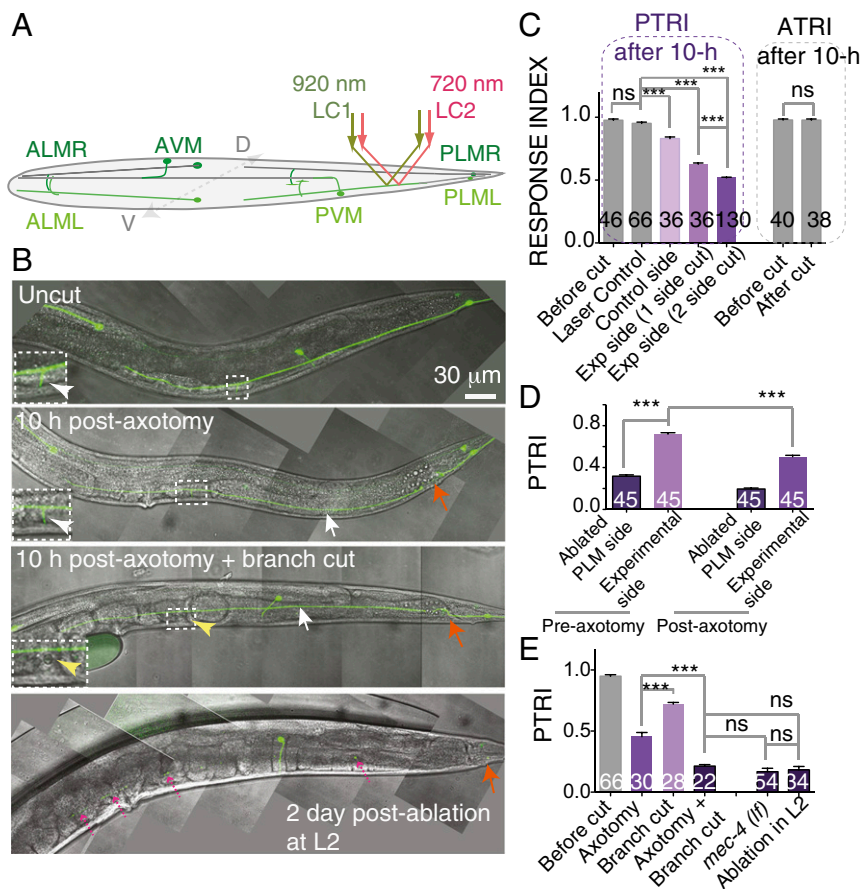 A
920 nm
LC1
720 nm
LC2
AVM
D
ALMR
PLMR
ALML
V
PVM
PLML
B
Uncut
30 μm
10 h post-axotomy
10 h post-axotomy + branch cut
2 day post-ablation
at L2
C
PTRI
after 10-h
ATRI
after 10-h
***
***
ns
***
***
ns
RESPONSE INDEX
1.0
0.5
0.0
46
66
36
36
130
40
38
Before cut
Laser Control
Control side
Exp side (1 side cut)
Exp side (2 side cut)
Before cut
After cut
D
***
***
PTRI
0.8
0.4
0.0
45
45
45
45
Ablated
PLM side
Experimental
side
Ablated
PLM side
Experimental
side
Pre-axotomy
Post-axotomy
E
PTRI
***
***
ns
ns
ns
1.0
0.5
0.0
66
30
28
22
54
34
Before cut
Axotomy
Branch cut
Axotomy +
Branch cut
mec-4 (lf)
Ablation in L2